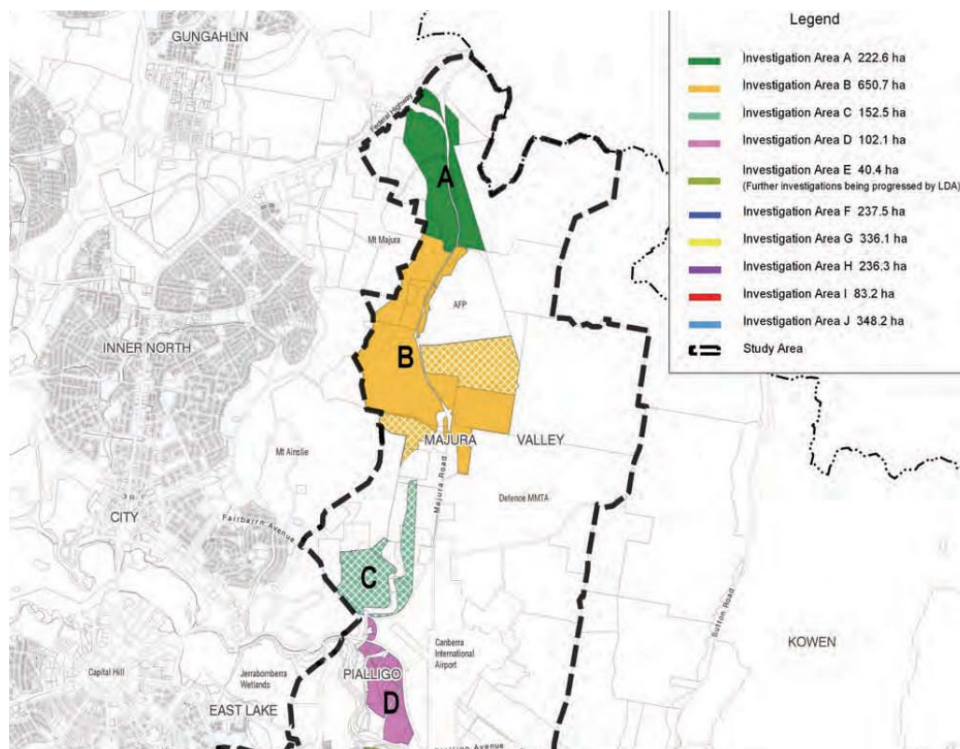 Legend
Investigation Area A 222.6 ha
Investigation Area B 650.7 ha
Investigation Area C 152.5 ha
Investigation Area D 102.1 ha
Investigation Area E 40.4 ha
(Further investigations being progressed by LDA)
Investigation Area F 237.5 ha
Investigation Area G 336.1 ha
Investigation Area H 236.3 ha
Investigation Area I 83.2 ha
Investigation Area J 348.2 ha
Study Area
GUNGAHLIN
Federal Highway
A
Mt Majura
AFP
INNER NORTH
B
MAJURA VALLEY
Mt Ainslie
Majura Road
Defence MMTA
CITY
Fairbairn Avenue
C
Sutton Road
KOWEN
Canberra
International
Airport
Capital Hill
Jerrabomberra
Wetlands
PIALLIGO
D
EAST LAKE
Avenue